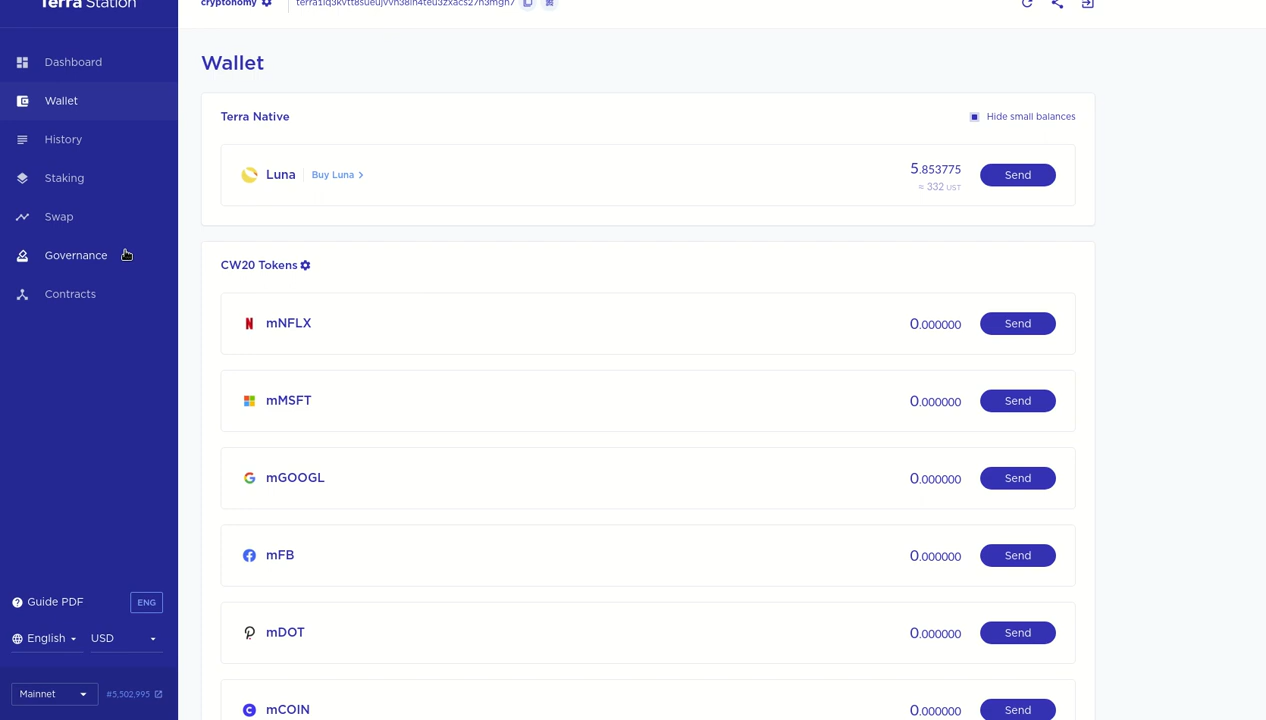 Terra Station
cryptonomy
Dashboard
Wallet
History
Staking
Swap
Governance
Contracts
Guide PDF ENG
English USD
Mainnet #5,502,995
Wallet
Terra Native Hide small balances
Luna Buy Luna 5.853775 Send
≈ 332 UST
CW20 Tokens
mNFLX 0.000000 Send
mMSFT 0.000000 Send
mGOOGL 0.000000 Send
mFB 0.000000 Send
mDOT 0.000000 Send
mCOIN 0.000000 Send